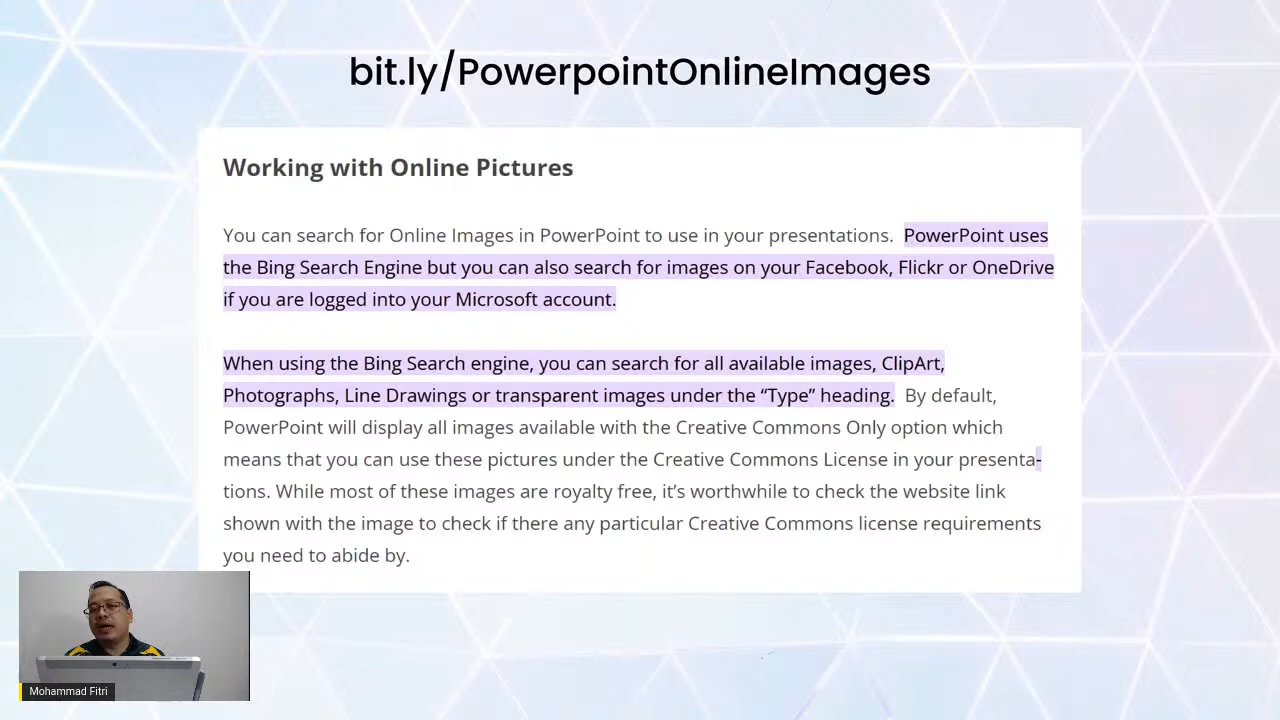 bit.ly/PowerpointOnlineImages
Working with Online Pictures
You can search for Online Images in PowerPoint to use in your presentations. PowerPoint uses
the Bing Search Engine but you can also search for images on your Facebook, Flickr or OneDrive
if you are logged into your Microsoft account.
When using the Bing Search engine, you can search for all available images, ClipArt,
Photographs, Line Drawings or transparent images under the “Type” heading. By default,
PowerPoint will display all images available with the Creative Commons Only option which
means that you can use these pictures under the Creative Commons License in your presenta-
tions. While most of these images are royalty free, it’s worthwhile to check the website link
shown with the image to check if there any particular Creative Commons license requirements
you need to abide by.
Mohammad Fitri